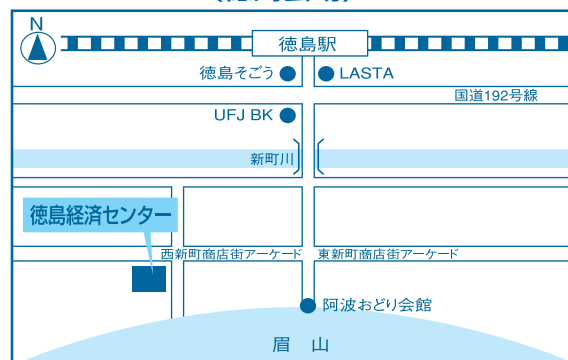 N
徳島駅
徳島そごう
LASTA
国道192号線
UFJ BK
新町川
徳島経済センター
西新町商店街アーケード
東新町商店街アーケード
阿波おどり会館
眉 山